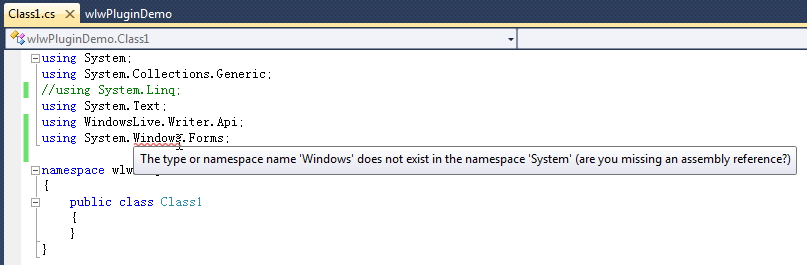 Class1.cs wlwPluginDemo
wlwPluginDemo.Class1
using System;
using System.Collections.Generic;
//using System.Linq;
using System.Text;
using WindowsLive.Writer.Api;
using System.Windows.Forms;
The type or namespace name 'Windows' does not exist in the namespace 'System' (are you missing an assembly reference?)
namespace wlw
{
public class Class1
{
}
}